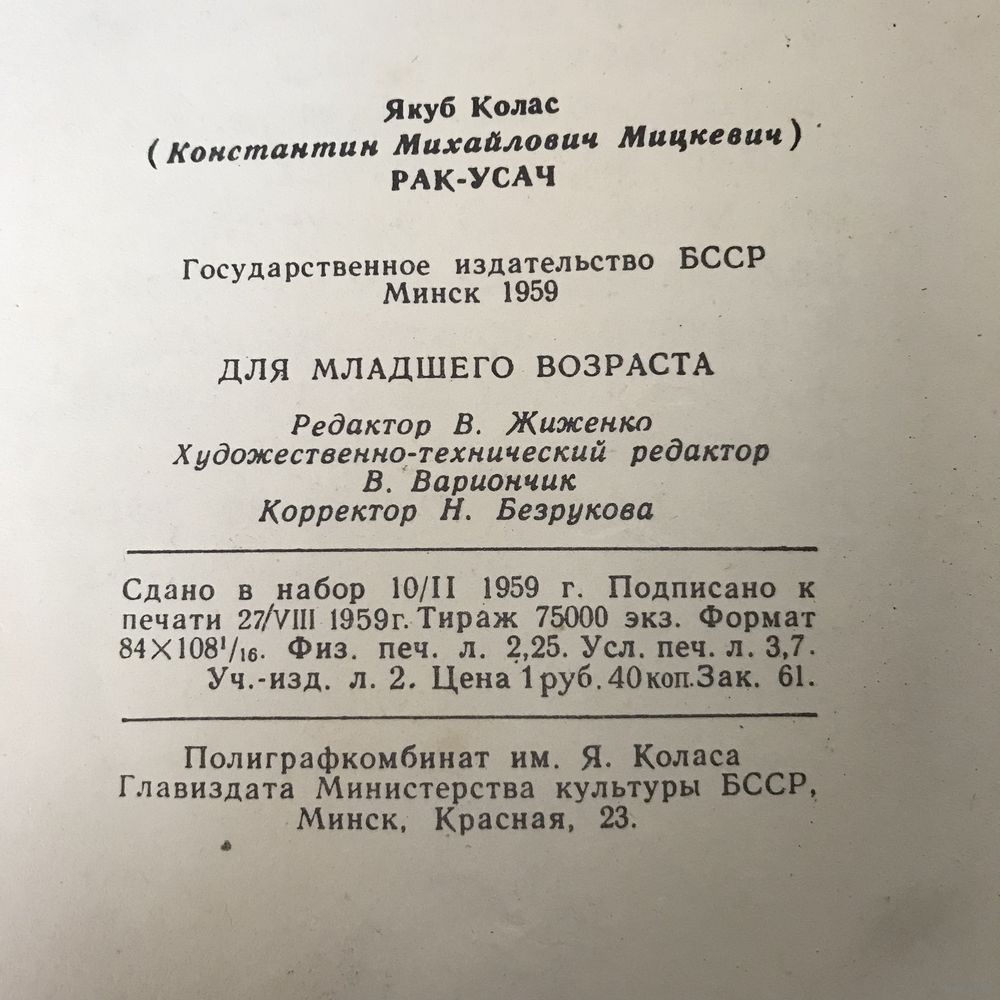 Якуб Колас
(Константин Михайлович Мицкевич)
РАК-УСАЧ
Государственное издательство БССР
Минск 1959
ДЛЯ МЛАДШЕГО ВОЗРАСТА
Редактор В. Жиженко
Художественно-технический редактор
В. Вариончик
Корректор Н. Безрукова
Сдано в набор 10/II 1959 г. Подписано к
печати 27/VIII 1959г. Тираж 75000 экз. Формат
84×108¹/₁₆. Физ. печ. л. 2,25. Усл. печ. л. 3,7.
Уч.-изд. л. 2. Цена 1 руб. 40 коп. Зак. 61.
Полиграфкомбинат им. Я. Коласа
Главиздата Министерства культуры БССР,
Минск, Красная, 23.